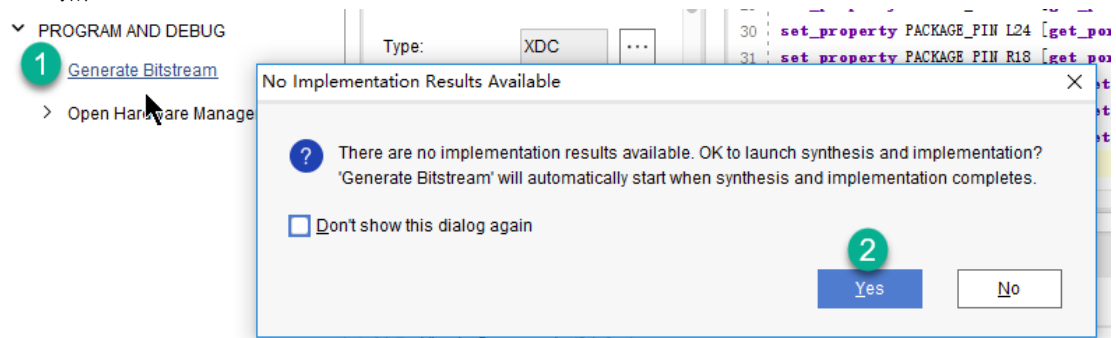 PROGRAM AND DEBUG
1
Generate Bitstream
Open Hardware Manage
Type:
XDC
...
30 set_property PACKAGE_PIN L24 [get_por
31 set_property PACKAGE_PIN R18 [get_por
No Implementation Results Available
There are no implementation results available. OK to launch synthesis and implementation?
'Generate Bitstream' will automatically start when synthesis and implementation completes.
Don't show this dialog again
2
Yes
No